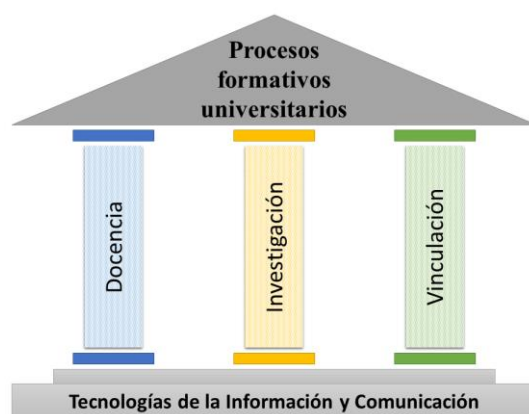 Procesos
formativos
universitarios
Docencia
Investigación
Vinculación
Tecnologías de la Información y Comunicación